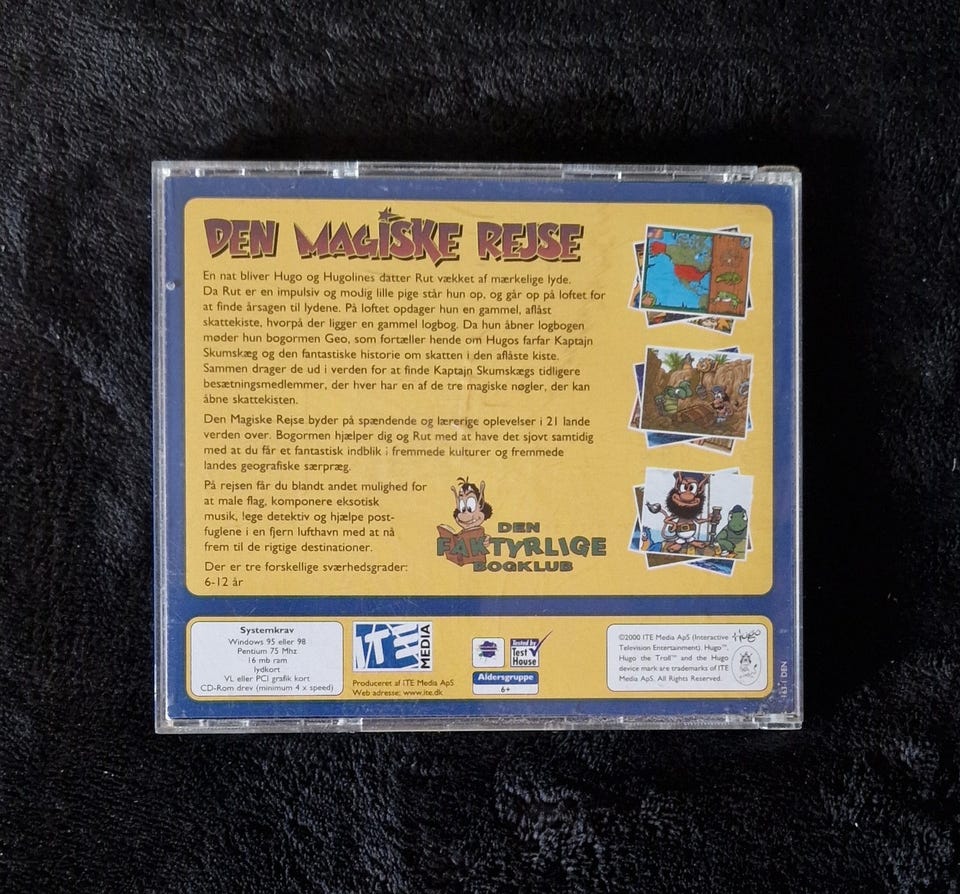 DEN MAGISKE REJSE
En nat bliver Hugo og Hugolines datter Rut vækket af mærkelige lyde.
Da Rut er en impulsiv og modig lille pige står hun op, og går op på loftet for
at finde årsagen til lydene. På loftet opdager hun en gammel, aflåst
skattekiste, hvorpå der ligger en gammel logbog. Da hun åbner logbogen
møder hun bogormen Geo, som fortæller hende om Hugos farfar Kaptajn
Skumskæg og den fantastiske historie om skatten i den aflåste kiste.
Sammen drager de ud i verden for at finde Kaptajn Skumskægs tidligere
besætningsmedlemmer, der hver har en af de tre magiske nøgler, der kan
åbne skattekisten.
Den Magiske Rejse byder på spændende og lærerige oplevelser i 21 lande
verden over. Bogormen hjælper dig og Rut med at have det sjovt samtidig
med at du får et fantastisk indblik i fremmede kulturer og fremmede
landes geografiske særpræg.
På rejsen får du blandt andet mulighed for
at male flag, komponere eksotisk
musik, lege detektiv og hjælpe post-
fuglene i en fjern lufthavn med at nå
frem til de rigtige destinationer.
Der er tre forskellige sværhedsgrader:
6-12 år
DEN
FAKTYRLIGE
BOGKLUB
Systemkrav
Windows 95 eller 98
Pentium 75 Mhz
16 mb ram
lydkort
VL eller PCI grafik kort
CD-Rom drev (minimum 4 x speed)
ITE MEDIA
Produceret af ITE Media ApS
Web adresse: www.ite.dk
Tested by
Test
House
Aldersgruppe
6+
©2000 ITE Media ApS (Interactive
Television Entertainment). Hugo™,
Hugo the Troll™ and the Hugo
device mark are trademarks of ITE
Media ApS. All Rights Reserved.
Hugo